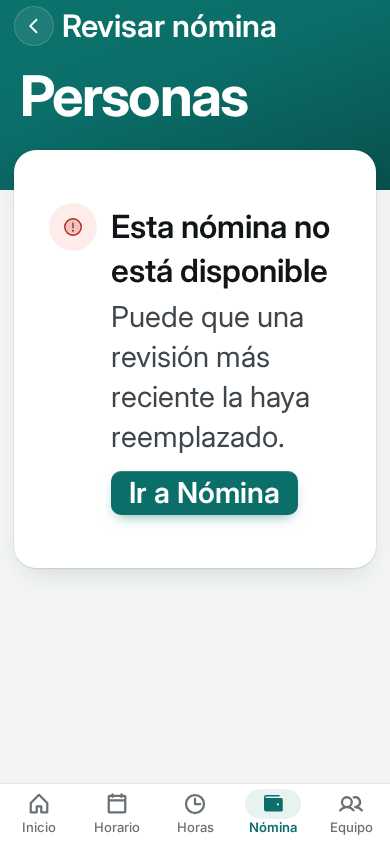 Revisar nómina
Personas
Esta nómina no
está disponible
Puede que una
revisión más
reciente la haya
reemplazado.
Ir a Nómina
Inicio
Horario
Horas
Nómina
Equipo